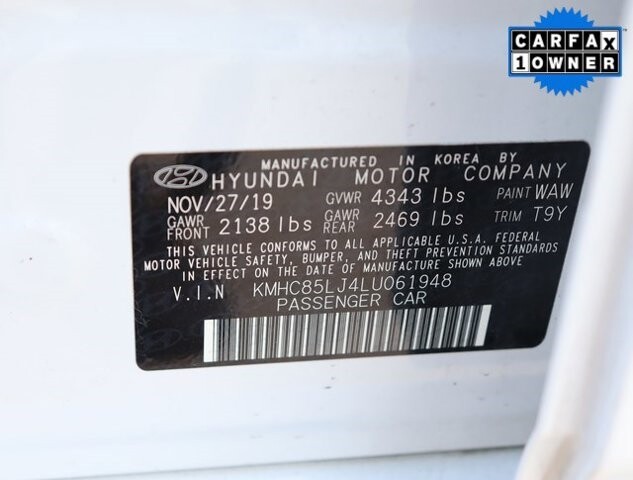 CARFAX
1 OWNER
MANUFACTURED IN KOREA BY
HYUNDAI MOTOR COMPANY
NOV/27/19 GVWR 4343 lbs PAINT WAW
GAWR FRONT 2138 lbs GAWR REAR 2469 lbs TRIM T9Y
THIS VEHICLE CONFORMS TO ALL APPLICABLE U.S.A. FEDERAL
MOTOR VEHICLE SAFETY, BUMPER, AND THEFT PREVENTION STANDARDS
IN EFFECT ON THE DATE OF MANUFACTURE SHOWN ABOVE.
V.I.N KMHC85LJ4LU061948
PASSENGER CAR